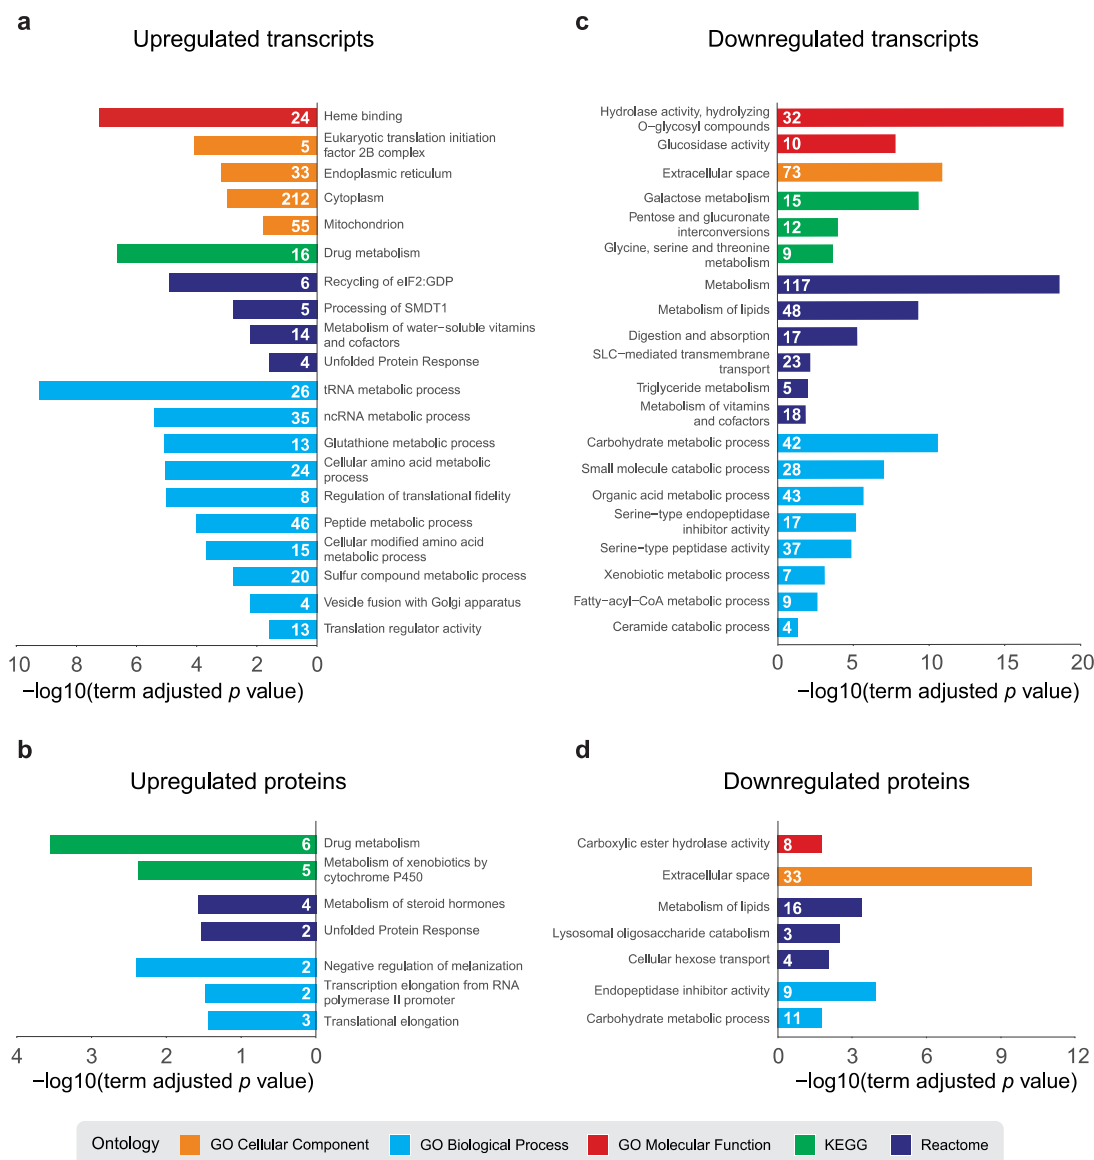 a
Upregulated transcripts
24 Heme binding
5 Eukaryotic translation initiation
factor 2B complex
33 Endoplasmic reticulum
212 Cytoplasm
55 Mitochondrion
16 Drug metabolism
6 Recycling of eIF2:GDP
5 Processing of SMDT1
14 Metabolism of water−soluble vitamins
and cofactors
4 Unfolded Protein Response
26 tRNA metabolic process
35 ncRNA metabolic process
13 Glutathione metabolic process
24 Cellular amino acid metabolic
process
8 Regulation of translational fidelity
46 Peptide metabolic process
15 Cellular modified amino acid
metabolic process
20 Sulfur compound metabolic process
4 Vesicle fusion with Golgi apparatus
13 Translation regulator activity
10 8 6 4 2 0
−log10(term adjusted p value)
c
Downregulated transcripts
Hydrolase activity, hydrolyzing
O−glycosyl compounds 32
Glucosidase activity 10
Extracellular space 73
Galactose metabolism 15
Pentose and glucuronate
interconversions 12
Glycine, serine and threonine
metabolism 9
Metabolism 117
Metabolism of lipids 48
Digestion and absorption 17
SLC−mediated transmembrane
transport 23
Triglyceride metabolism 5
Metabolism of vitamins
and cofactors 18
Carbohydrate metabolic process 42
Small molecule catabolic process 28
Organic acid metabolic process 43
Serine−type endopeptidase
inhibitor activity 17
Serine−type peptidase activity 37
Xenobiotic metabolic process 7
Fatty−acyl−CoA metabolic process 9
Ceramide catabolic process 4
0 5 10 15 20
−log10(term adjusted p value)
b
Upregulated proteins
6 Drug metabolism
5 Metabolism of xenobiotics by
cytochrome P450
4 Metabolism of steroid hormones
2 Unfolded Protein Response
2 Negative regulation of melanization
2 Transcription elongation from RNA
polymerase II promoter
3 Translational elongation
4 3 2 1 0
−log10(term adjusted p value)
d
Downregulated proteins
Carboxylic ester hydrolase activity 8
Extracellular space 33
Metabolism of lipids 16
Lysosomal oligosaccharide catabolism 3
Cellular hexose transport 4
Endopeptidase inhibitor activity 9
Carbohydrate metabolic process 11
0 3 6 9 12
−log10(term adjusted p value)
Ontology GO Cellular Component GO Biological Process GO Molecular Function KEGG Reactome